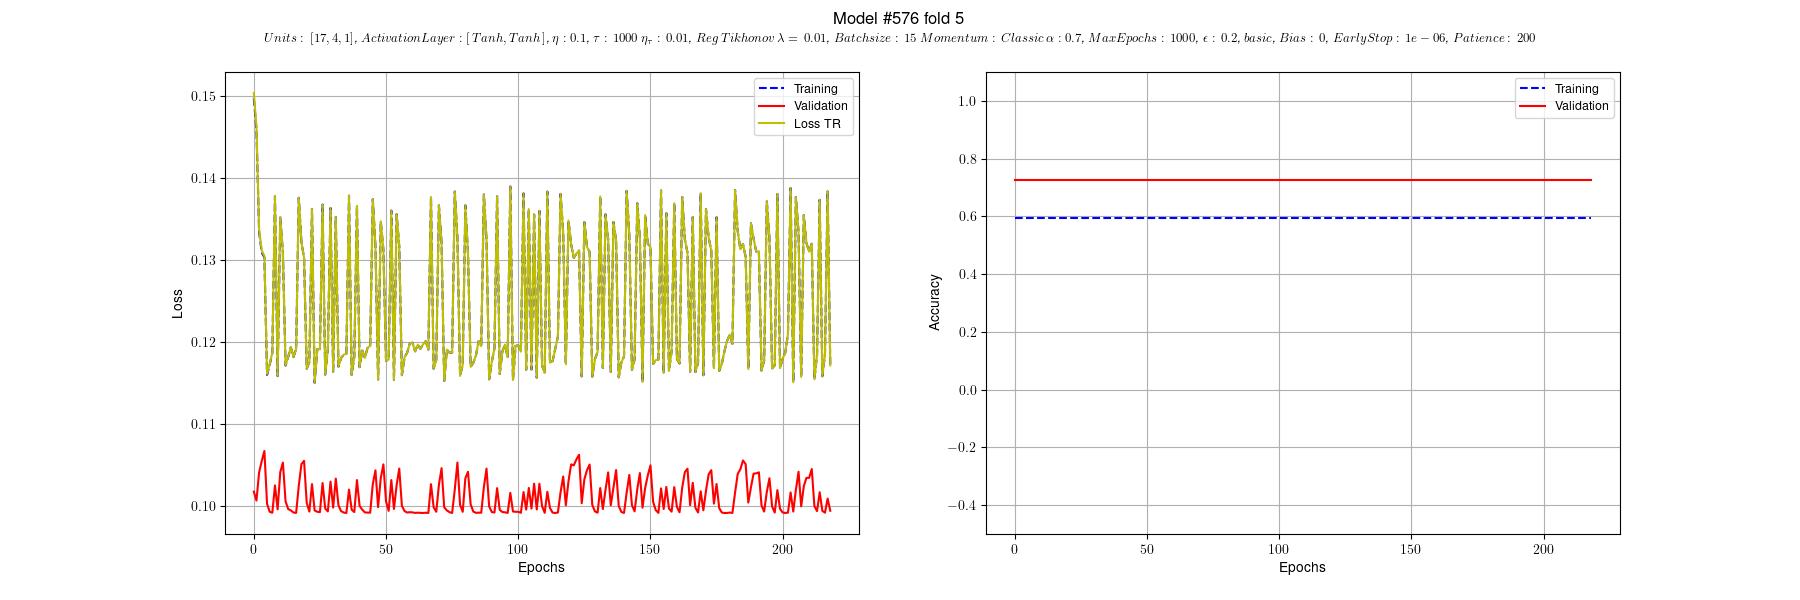 Model #576 fold 5
Units : [17, 4, 1], ActivationLayer : [Tanh, Tanh], η : 0.1, τ : 1000 ητ : 0.01, Reg Tikhonov λ = 0.01, Batchsize : 15 Momentum : Classic α : 0.7, MaxEpochs : 1000, ϵ : 0.2, basic, Bias : 0, EarlyStop : 1e − 06, Patience : 200
Training
Validation
Loss TR
0.15
0.14
0.13
0.12
0.11
0.10
Loss
0
50
100
150
200
Epochs
Training
Validation
1.0
0.8
0.6
0.4
0.2
0.0
−0.2
−0.4
Accuracy
0
50
100
150
200
Epochs